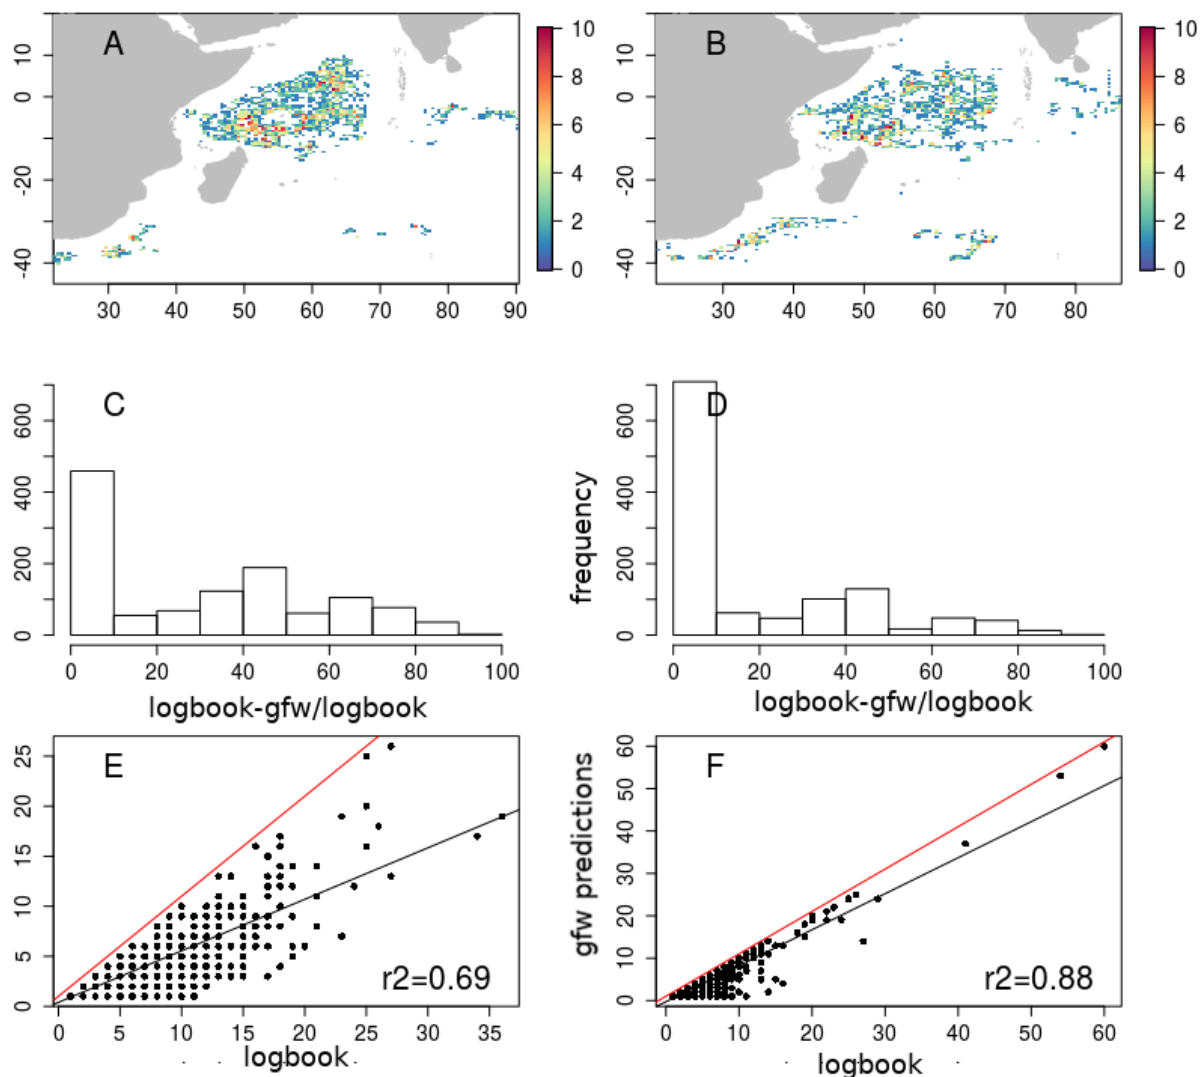 A
B
10
0
-20
-40
30 40 50 60 70 80 90
10
8
6
4
2
0
10
0
-20
-40
30 40 50 60 70 80
10
8
6
4
2
0
C
D
600
400
200
0
0 20 40 60 80 100
logbook-gfw/logbook
frequency
600
400
200
0
0 20 40 60 80 100
logbook-gfw/logbook
E
F
25
20
15
10
5
0
r2=0.69
0 5 10 15 20 25 30 35
logbook
gfw predictions
60
50
40
30
20
10
0
r2=0.88
0 10 20 30 40 50 60
logbook